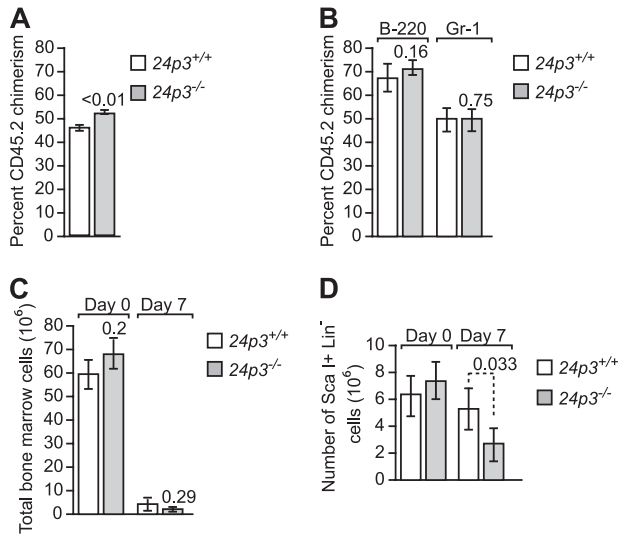 A
Percent CD45.2 chimerism
80
70
60
50
40
30
20
10
0
<0.01
24p3+/+
24p3-/-
B
Percent CD45.2 chimerism
80
70
60
50
40
30
20
10
0
B-220 Gr-1
0.16
0.75
24p3+/+
24p3-/-
C
Total bone marrow cells (10⁶)
80
70
60
50
40
30
20
10
0
Day 0 Day 7
0.2
0.29
24p3+/+
24p3-/-
D
Number of Sca I+ Lin⁻
cells (10⁶)
10
8
6
4
2
0
Day 0 Day 7
0.033
24p3+/+
24p3-/-